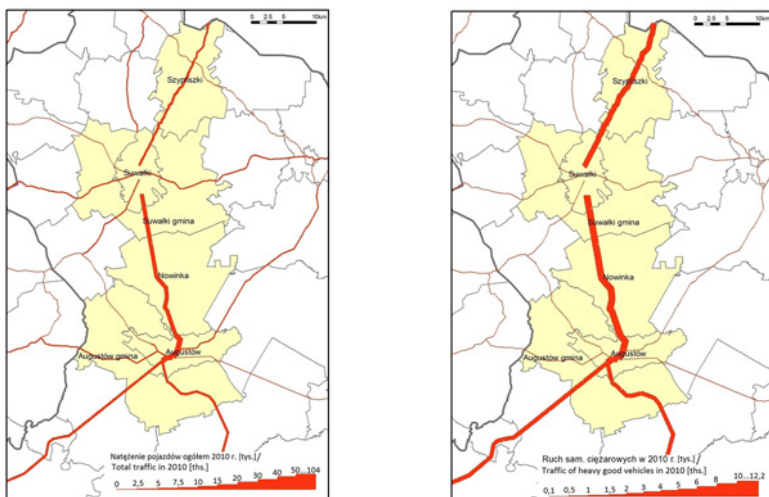 0 2.5 5 10km
Szypliszki
Suwałki
Suwałki gmina
Nowinka
Augustów
Augustów gmina
Natężenie pojazdów ogółem 2010 r. [tys.]/
Total traffic in 2010 [ths.]
0 2,5 5 7,5 10 15 20 25 30 40 50...104
0 2.5 5 10km
Szypliszki
Suwałki
Suwałki gmina
Nowinka
Augustów
Augustów gmina
Ruch sam. ciężarowych w 2010 r. [tys.]/
Traffic of heavy good vehicles in 2010 [ths.]
0,1 0,5 1 1,5 2 3 4 5 6 8 10...12,2